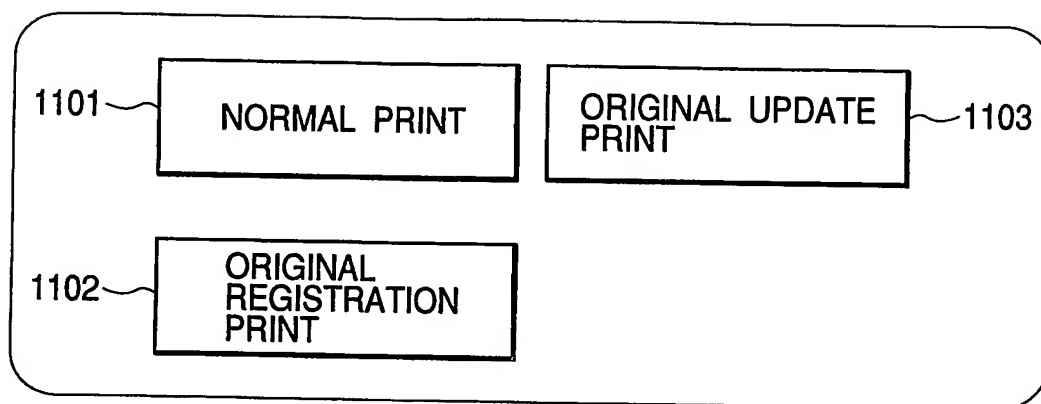 1101
NORMAL PRINT
ORIGINAL UPDATE
PRINT
1103
1102
ORIGINAL
REGISTRATION
PRINT